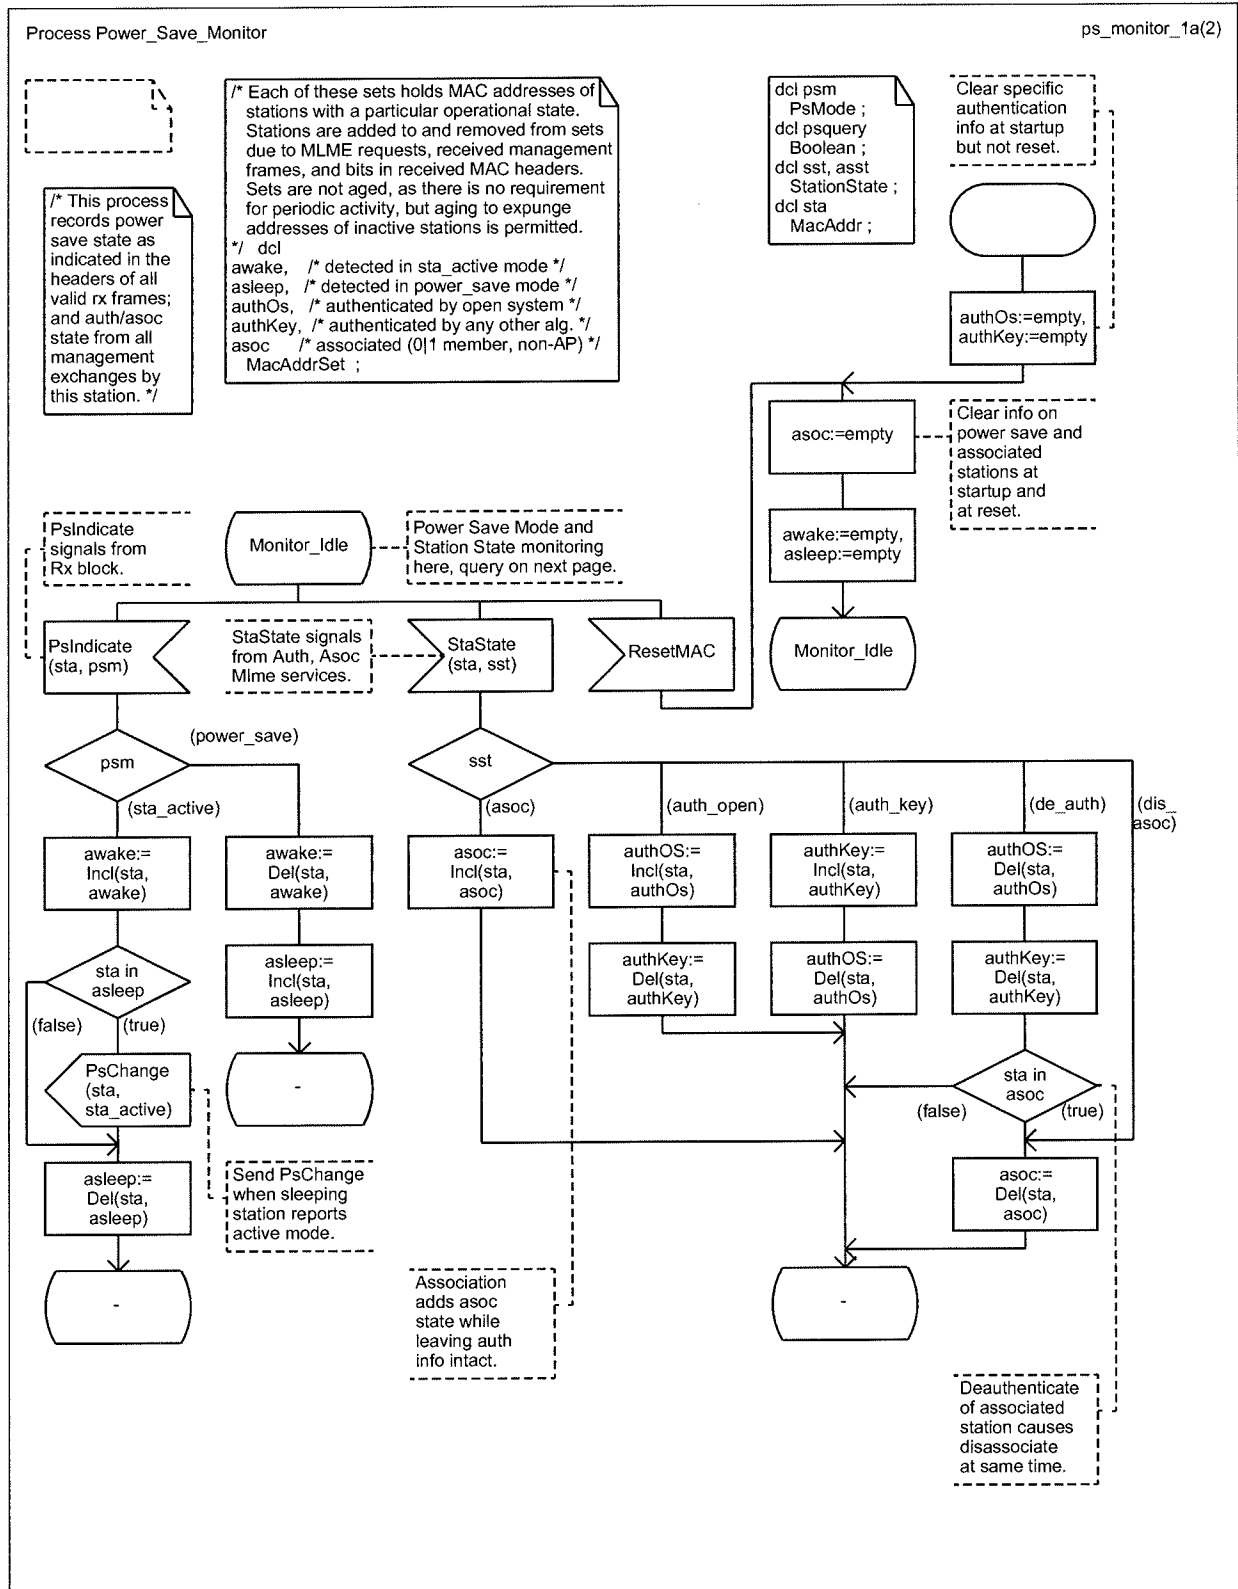 Process Power_Save_Monitor
ps_monitor_1a(2)
/* This process
records power
save state as
indicated in the
headers of all
valid rx frames;
and auth/asoc
state from all
management
exchanges by
this station. */
/* Each of these sets holds MAC addresses of
stations with a particular operational state.
Stations are added to and removed from sets
due to MLME requests, received management
frames, and bits in received MAC headers.
Sets are not aged, as there is no requirement
for periodic activity, but aging to expunge
addresses of inactive stations is permitted.
*/ dcl
awake, /* detected in sta_active mode */
asleep, /* detected in power_save mode */
authOs, /* authenticated by open system */
authKey, /* authenticated by any other alg. */
asoc /* associated (0|1 member, non-AP) */
MacAddrSet ;
dcl psm
PsMode ;
dcl psquery
Boolean ;
dcl sst, asst
StationState ;
dcl sta
MacAddr ;
Clear specific
authentication
info at startup
but not reset.
authOs:=empty,
authKey:=empty
asoc:=empty
Clear info on
power save and
associated
stations at
startup and
at reset.
awake:=empty,
asleep:=empty
Monitor_Idle
PsIndicate
signals from
Rx block.
Monitor_Idle
Power Save Mode and
Station State monitoring
here, query on next page.
PsIndicate
(sta, psm)
StaState signals
from Auth, Asoc
Mlme services.
StaState
(sta, sst)
ResetMAC
psm
(power_save)
(sta_active)
sst
(asoc)
(auth_open)
(auth_key)
(de_auth)
(dis_
asoc)
awake:=
Incl(sta,
awake)
awake:=
Del(sta,
awake)
asoc:=
Incl(sta,
asoc)
authOS:=
Incl(sta,
authOs)
authKey:=
Incl(sta,
authKey)
authOS:=
Del(sta,
authOs)
sta in
asleep
(false)
(true)
asleep:=
Incl(sta,
asleep)
authKey:=
Del(sta,
authKey)
authOS:=
Del(sta,
authOs)
authKey:=
Del(sta,
authKey)
PsChange
(sta,
sta_active)
-
sta in
asoc
(false)
(true)
asleep:=
Del(sta,
asleep)
Send PsChange
when sleeping
station reports
active mode.
asoc:=
Del(sta,
asoc)
-
Association
adds asoc
state while
leaving auth
info intact.
-
Deauthenticate
of associated
station causes
disassociate
at same time.